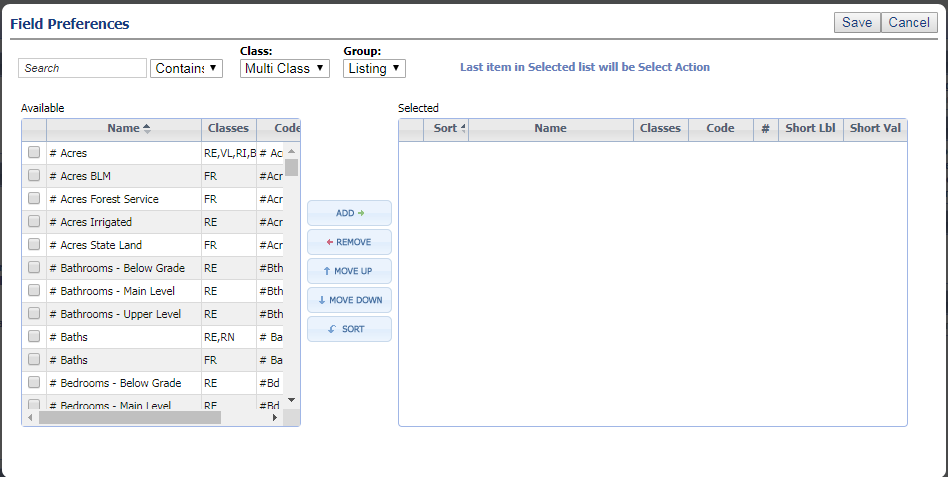 Field Preferences
Save Cancel
Class: Group:
Search Contains Multi Class Listing Last item in Selected list will be Select Action
Available Selected
Name Classes Code Sort Name Classes Code # Short Lbl Short Val
# Acres RE,VL,RI,B # Ac
# Acres BLM FR #Acr
# Acres Forest Service FR #Acr
# Acres Irrigated RE #Acr
# Acres State Land FR #Acr
# Bathrooms - Below Grade RE #Bth
# Bathrooms - Main Level RE #Bth
# Bathrooms - Upper Level RE #Bth
# Baths RE,RN # Ba
# Baths FR # Ba
# Bedrooms - Below Grade RE #Bd
# Bedrooms - Main Level RE #Bd
ADD
REMOVE
MOVE UP
MOVE DOWN
SORT